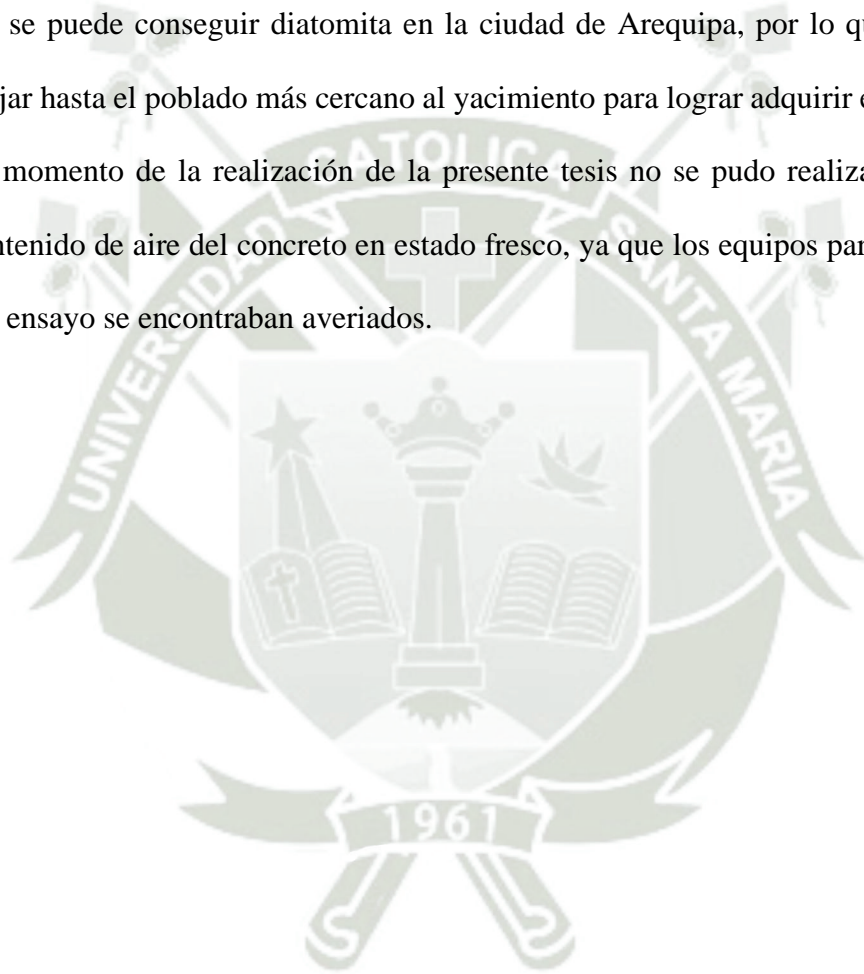 se puede conseguir diatomita en la ciudad de Arequipa, por lo
jar hasta el poblado más cercano al yacimiento para lograr adquirir
momento de la realización de la presente tesis no se pudo
ntenido de aire del concreto en estado fresco, ya que los equipos
ensayo se encontraban averiados.
UNIVERSIDAD CATOLICA SANTA MARIA
1961